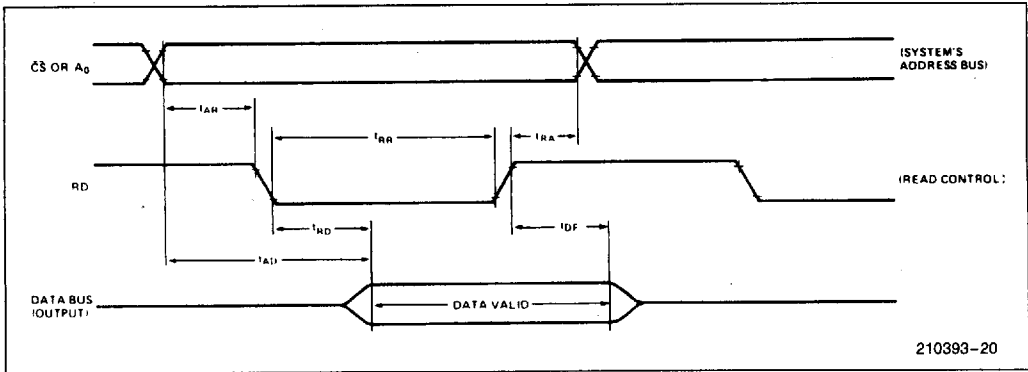 C̅S̅ OR A0
(SYSTEM'S
ADDRESS BUS)
tAR
tRR
tRA
RD
(READ CONTROL)
tRD
tDF
tAD
DATA BUS
(OUTPUT)
DATA VALID
210393-20